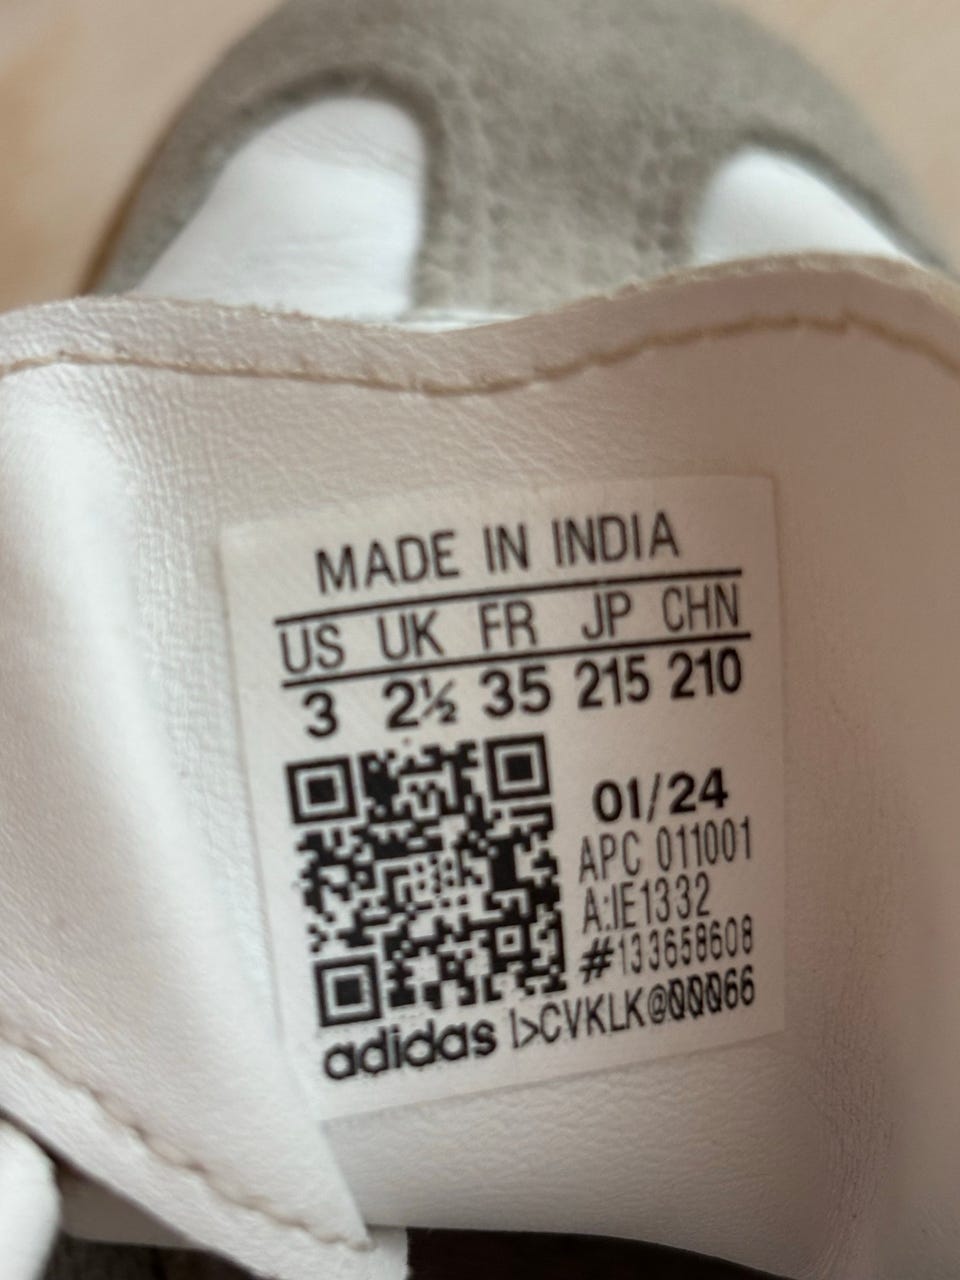 MADE IN INDIA
US UK FR JP CHN
3 2½ 35 215 210
01/24
APC 011001
A:IE1332
#133658608
adidas |>CVKLK@00066